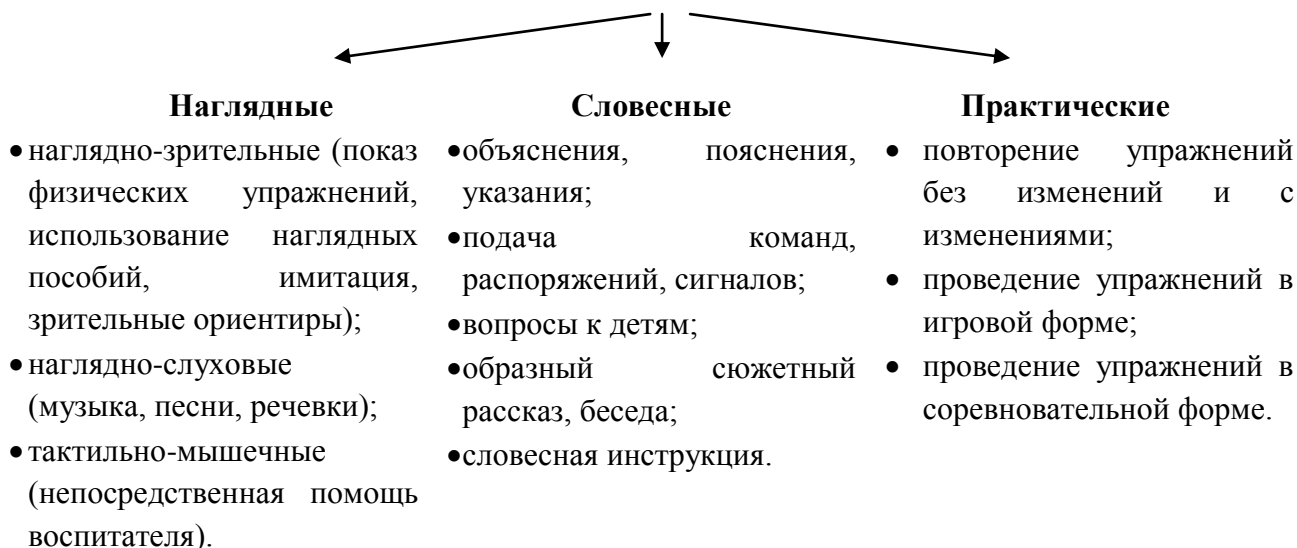 Наглядные
• наглядно-зрительные (показ
физических упражнений,
использование наглядных
пособий, имитация,
зрительные ориентиры);
• наглядно-слуховые
(музыка, песни, речевки);
• тактильно-мышечные
(непосредственная помощь
воспитателя).
Словесные
•объяснения, пояснения,
указания;
•подача команд,
распоряжений, сигналов;
•вопросы к детям;
•образный сюжетный
рассказ, беседа;
•словесная инструкция.
Практические
• повторение упражнений
без изменений и с
изменениями;
• проведение упражнений в
игровой форме;
• проведение упражнений в
соревновательной форме.